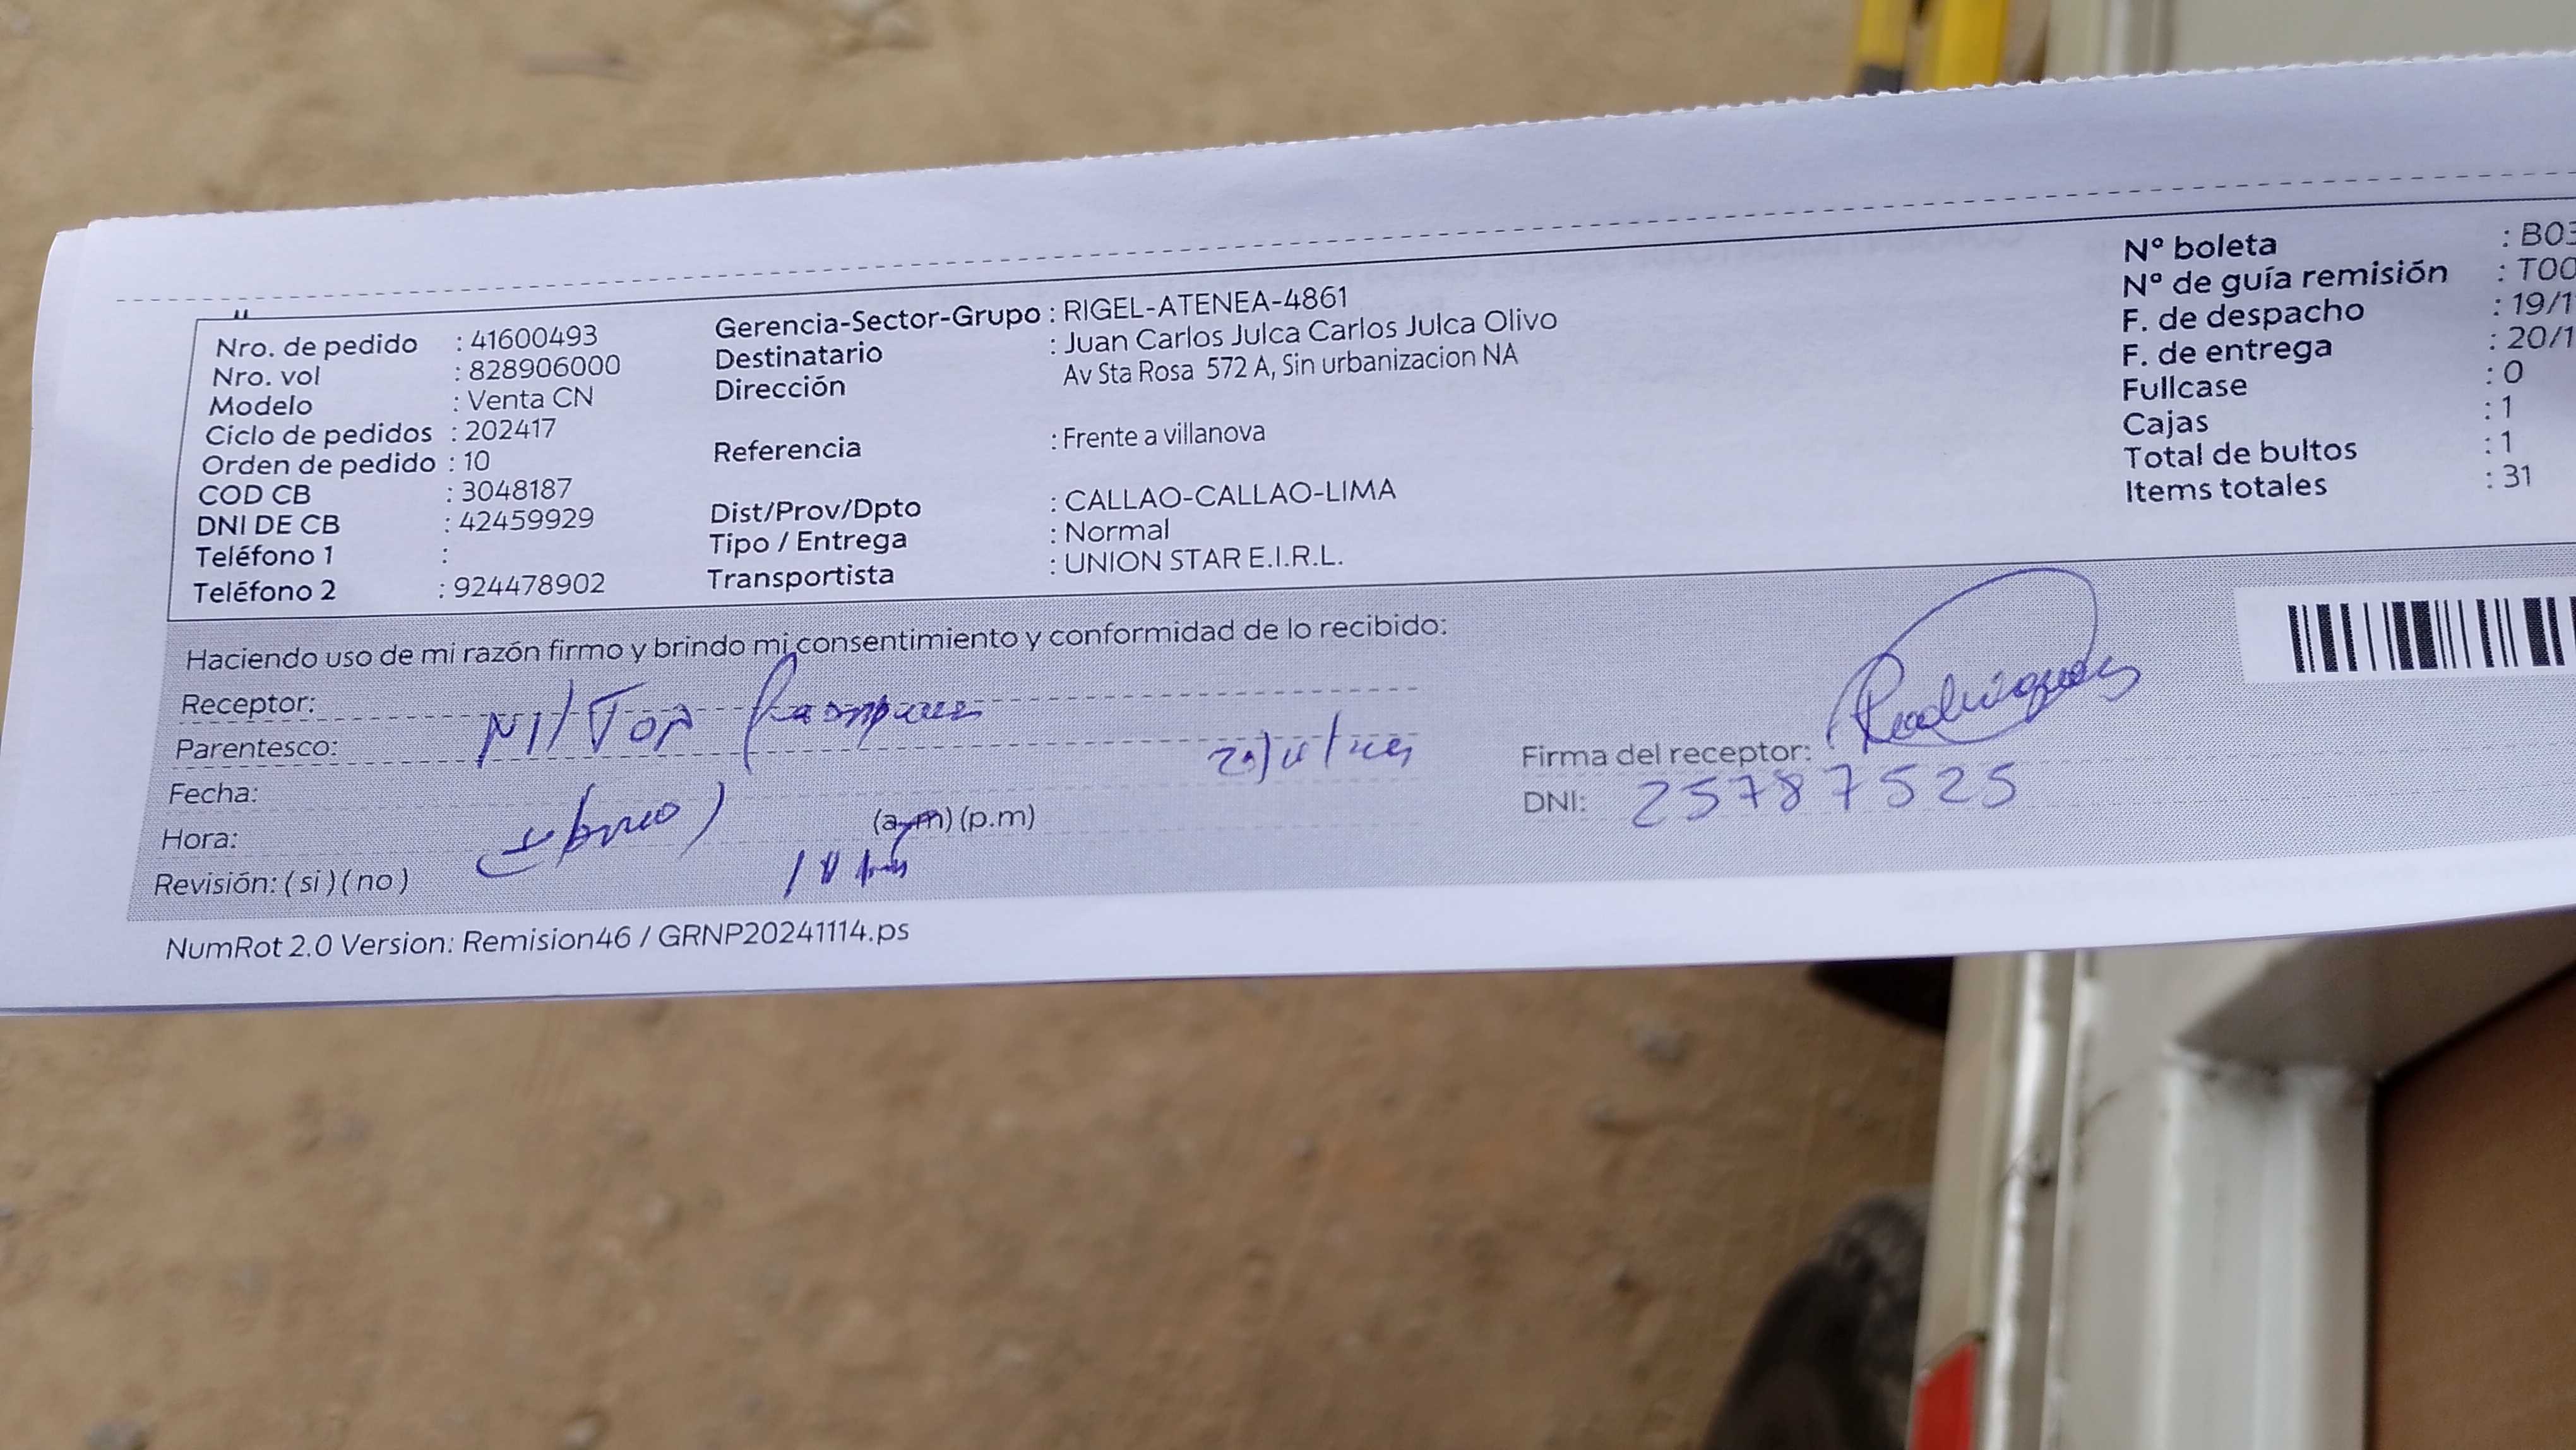 Nro. de pedido : 41600493
Nro. vol : 828906000
Modelo : Venta CN
Ciclo de pedidos : 202417
Orden de pedido : 10
COD CB : 3048187
DNI DE CB : 42459929
Teléfono 1 :
Teléfono 2 : 924478902
Gerencia-Sector-Grupo : RIGEL-ATENEA-4861
Destinatario : Juan Carlos Julca Carlos Julca Olivo
Dirección Av Sta Rosa 572 A, Sin urbanizacion NA
Referencia : Frente a villanova
Dist/Prov/Dpto : CALLAO-CALLAO-LIMA
Tipo / Entrega : Normal
Transportista : UNION STAR E.I.R.L.
Nº boleta : B03
Nº de guía remisión : T00
F. de despacho : 19/1
F. de entrega : 20/1
Fullcase : 0
Cajas : 1
Total de bultos : 1
Items totales : 31
Haciendo uso de mi razón firmo y brindo mi consentimiento y conformidad de lo recibido:
Receptor: NilTon
Parentesco:
Fecha:
Hora: (a.m) (p.m)
Revisión: ( si ) ( no )
Firma del receptor: Rodriguez
DNI: 25787525
NumRot 2.0 Version: Remision46 / GRNP20241114.ps